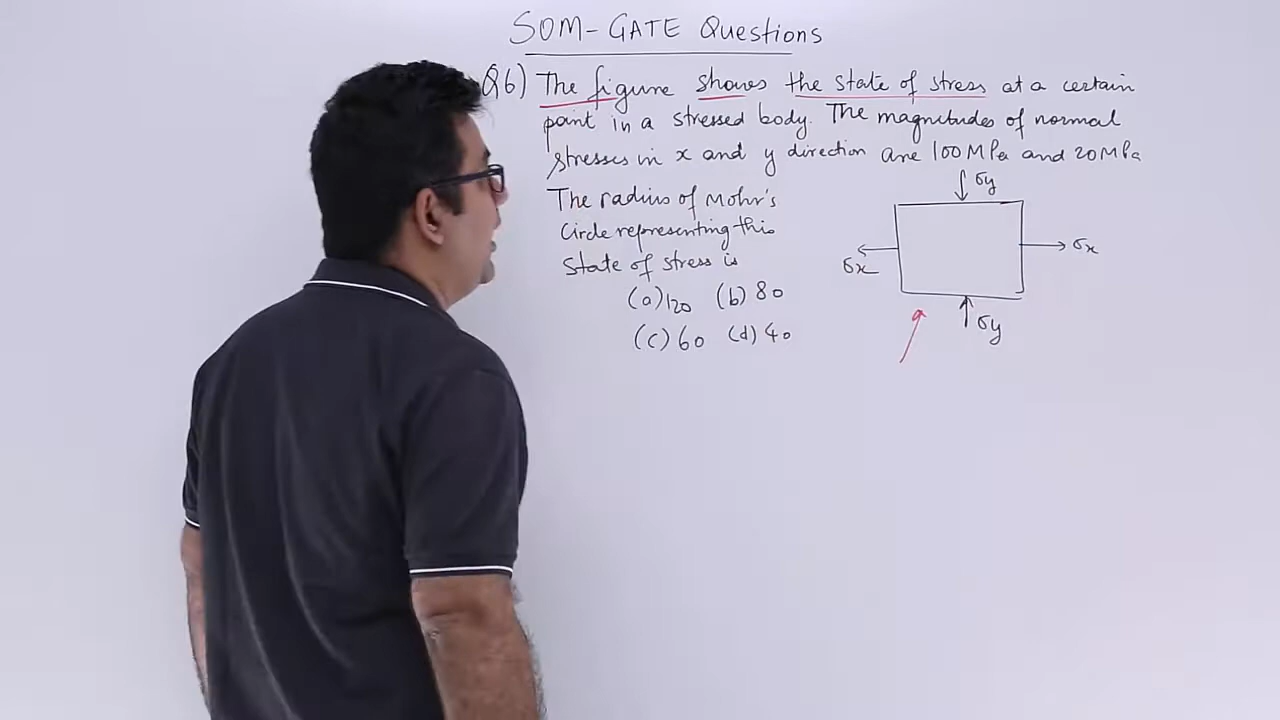 SOM-GATE Questions
Q6) The figure shows the state of stress at a certain
point in a stressed body. The magnitudes of normal
stresses in x and y direction are 100MPa and 20MPa
The radius of Mohr's
Circle representing this
State of stress is
(a) 120 (b) 80
(c) 60 (d) 40
σy
σx
σx
σy